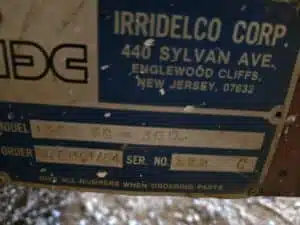 IRRIDELCO CORP.
440 SYLVAN AVE.
ENGLEWOOD CLIFFS,
NEW JERSEY, 07632
IDC
MODEL
ORDER SER. NO. C
USE ALL NUMBERS WHEN ORDERING PARTS